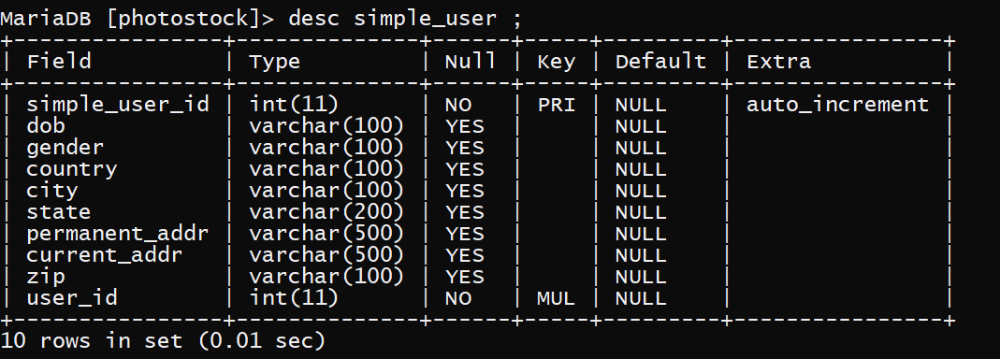 MariaDB [photostock]> desc simple_user ;
+----------------+--------------+------+-----+---------+----------------+
| Field          | Type         | Null | Key | Default | Extra          |
+----------------+--------------+------+-----+---------+----------------+
| simple_user_id | int(11)      | NO   | PRI | NULL    | auto_increment |
| dob            | varchar(100) | YES  |     | NULL    |                |
| gender         | varchar(100) | YES  |     | NULL    |                |
| country        | varchar(100) | YES  |     | NULL    |                |
| city           | varchar(100) | YES  |     | NULL    |                |
| state          | varchar(200) | YES  |     | NULL    |                |
| permanent_addr | varchar(500) | YES  |     | NULL    |                |
| current_addr   | varchar(500) | YES  |     | NULL    |                |
| zip            | varchar(100) | YES  |     | NULL    |                |
| user_id        | int(11)      | NO   | MUL | NULL    |                |
+----------------+--------------+------+-----+---------+----------------+
10 rows in set (0.01 sec)